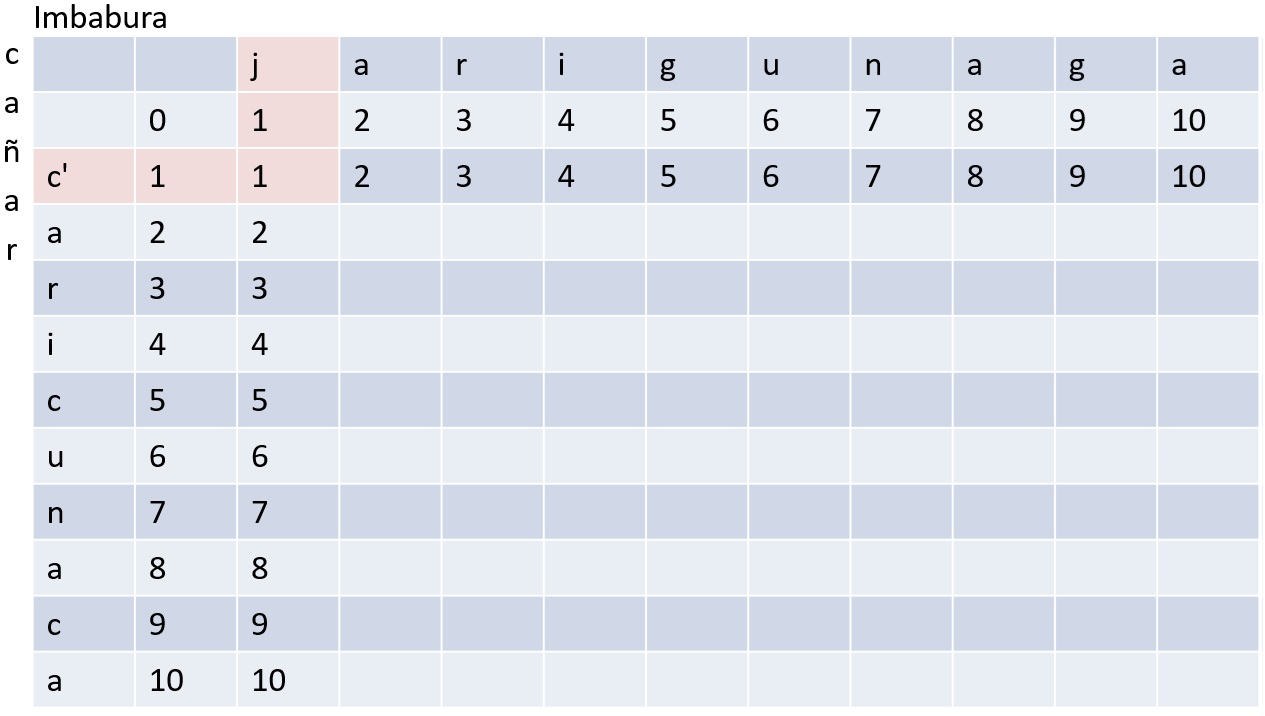 Imbabura
c
a
ñ
a
r
j a r i g u n a g a
0 1 2 3 4 5 6 7 8 9 10
c' 1 1 2 3 4 5 6 7 8 9 10
a 2 2
r 3 3
i 4 4
c 5 5
u 6 6
n 7 7
a 8 8
c 9 9
a 10 10